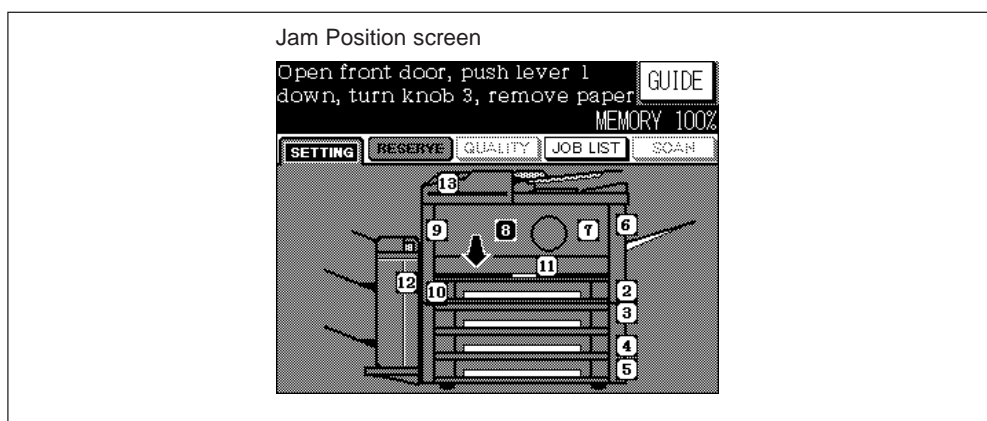 Jam Position screen
Open front door, push lever 1
down, turn knob 3, remove paper
GUIDE
MEMORY 100%
SETTING RESERVE QUALITY JOB LIST SCAN
13
9 8 7 6
11
12 10 2
3
4
5